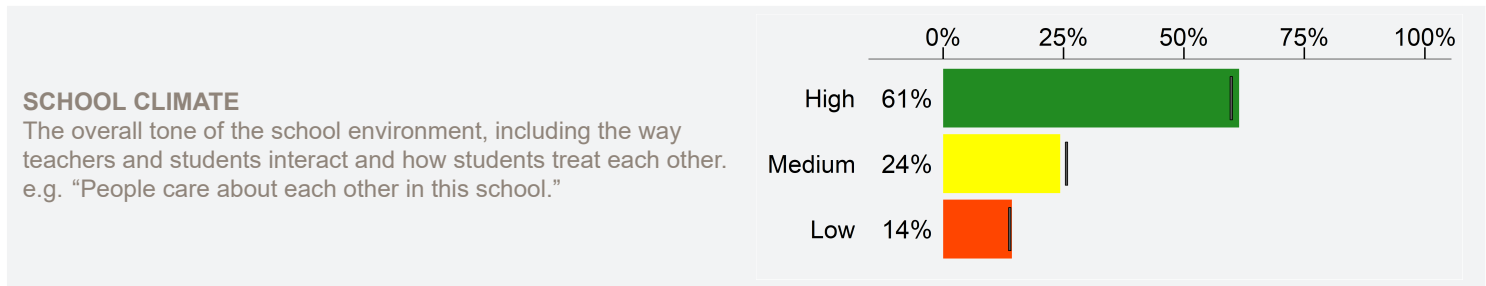 SCHOOL CLIMATE
The overall tone of the school environment, including the way
teachers and students interact and how students treat each other.
e.g. “People care about each other in this school.”
0% 25% 50% 75% 100%
High 61%
Medium 24%
Low 14%